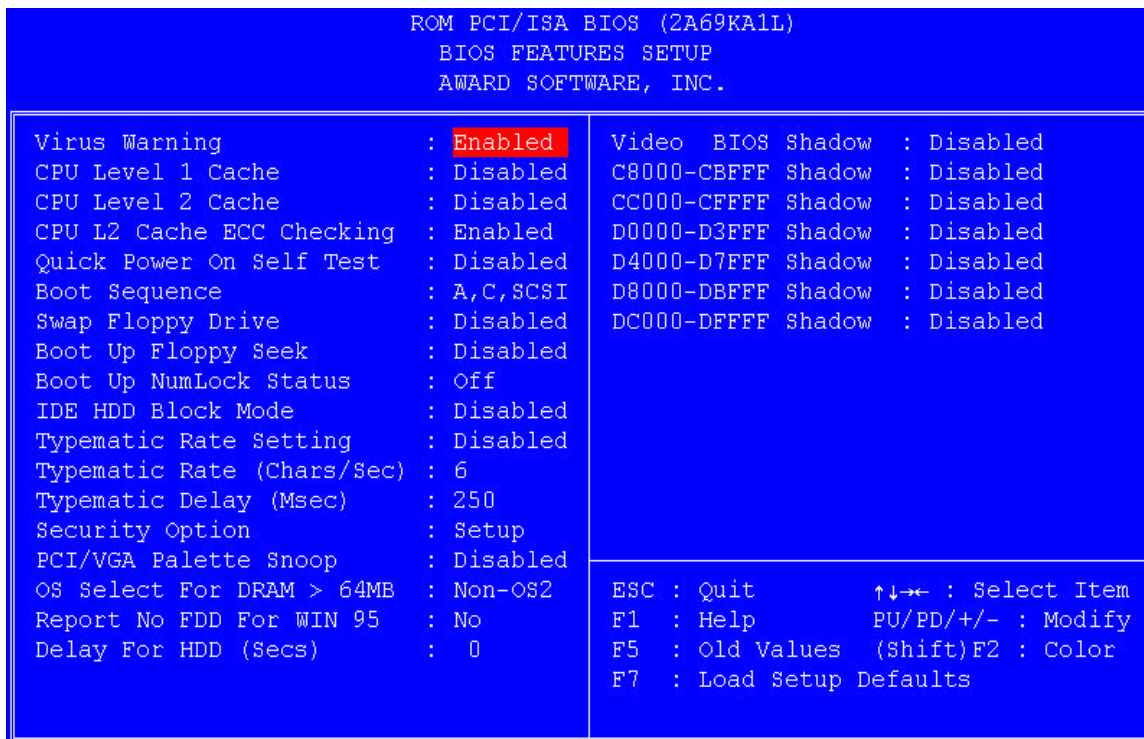 ROM PCI/ISA BIOS (2A69KA1L)
BIOS FEATURES SETUP
AWARD SOFTWARE, INC.
Virus Warning : Enabled
CPU Level 1 Cache : Disabled
CPU Level 2 Cache : Disabled
CPU L2 Cache ECC Checking : Enabled
Quick Power On Self Test : Disabled
Boot Sequence : A,C,SCSI
Swap Floppy Drive : Disabled
Boot Up Floppy Seek : Disabled
Boot Up NumLock Status : Off
IDE HDD Block Mode : Disabled
Typematic Rate Setting : Disabled
Typematic Rate (Chars/Sec) : 6
Typematic Delay (Msec) : 250
Security Option : Setup
PCI/VGA Palette Snoop : Disabled
OS Select For DRAM > 64MB : Non-OS2
Report No FDD For WIN 95 : No
Delay For HDD (Secs) : 0
Video BIOS Shadow : Disabled
C8000-CBFFF Shadow : Disabled
CC000-CFFFF Shadow : Disabled
D0000-D3FFF Shadow : Disabled
D4000-D7FFF Shadow : Disabled
D8000-DBFFF Shadow : Disabled
DC000-DFFFF Shadow : Disabled
ESC : Quit ↑↓→← : Select Item
F1 : Help PU/PD/+/- : Modify
F5 : Old Values (Shift)F2 : Color
F7 : Load Setup Defaults